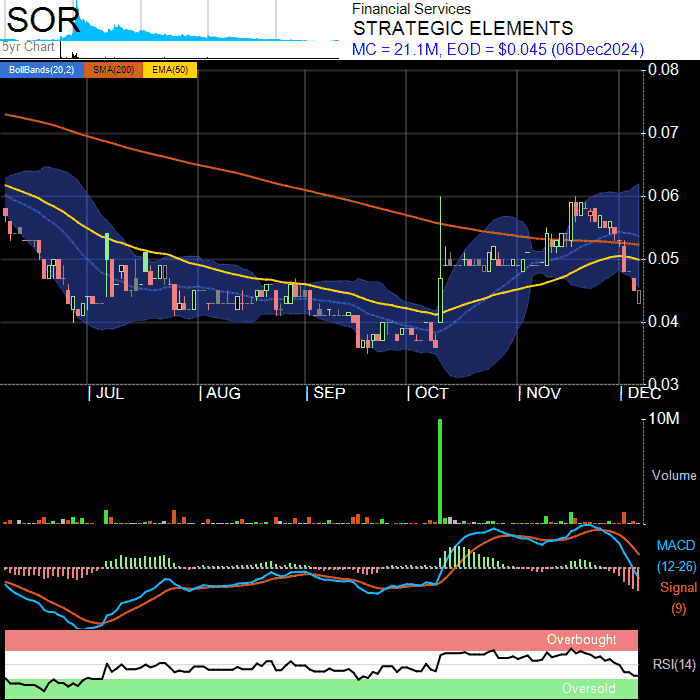 SOR
Financial Services
STRATEGIC ELEMENTS
MC = 21.1M, EOD = $0.045 (06Dec2024)
5yr Chart
BollBands(20,2) SMA(200) EMA(50)
0.08
0.07
0.06
0.05
0.04
0.03
JUL AUG SEP OCT NOV DEC
10M
Volume
MACD
(12-26)
Signal
(9)
Overbought
RSI(14)
Oversold